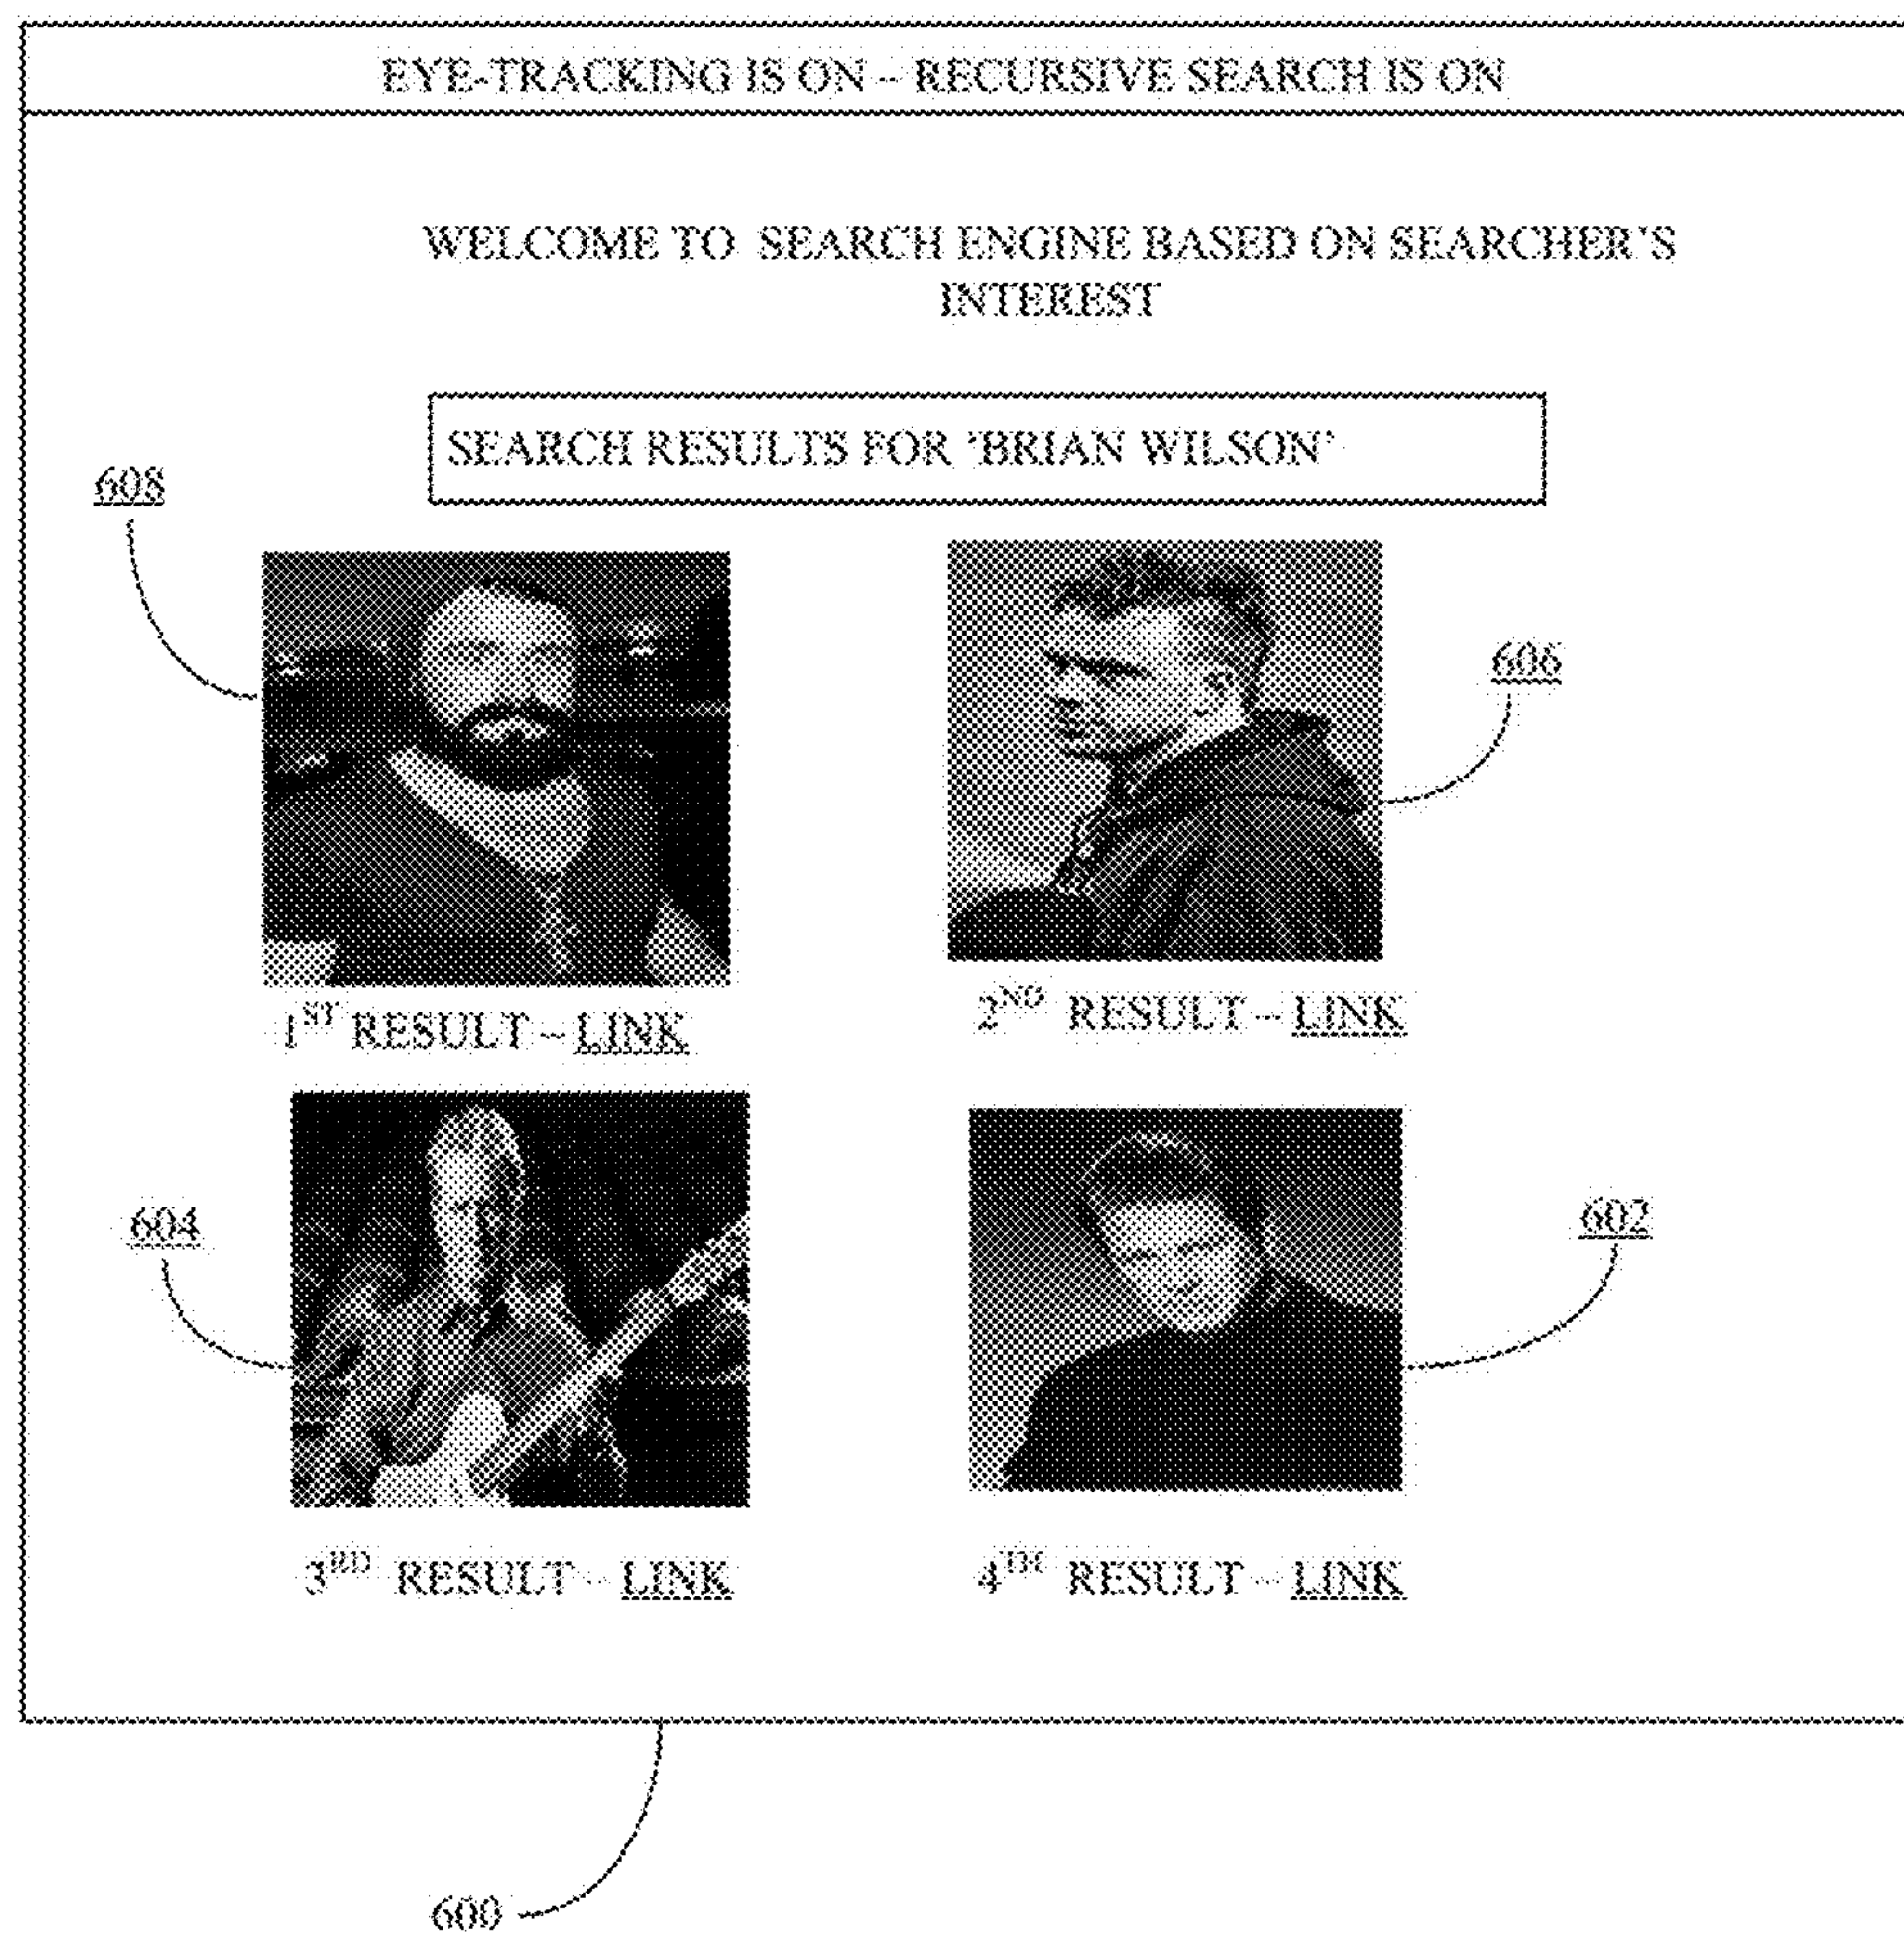 EYE-TRACKING IS ON – RECURSIVE SEARCH IS ON
WELCOME TO SEARCH ENGINE BASED ON SEARCHER'S
INTEREST
SEARCH RESULTS FOR 'BRIAN WILSON'
608
606
1ST RESULT – LINK
2ND RESULT – LINK
604
602
3RD RESULT – LINK
4TH RESULT – LINK
600